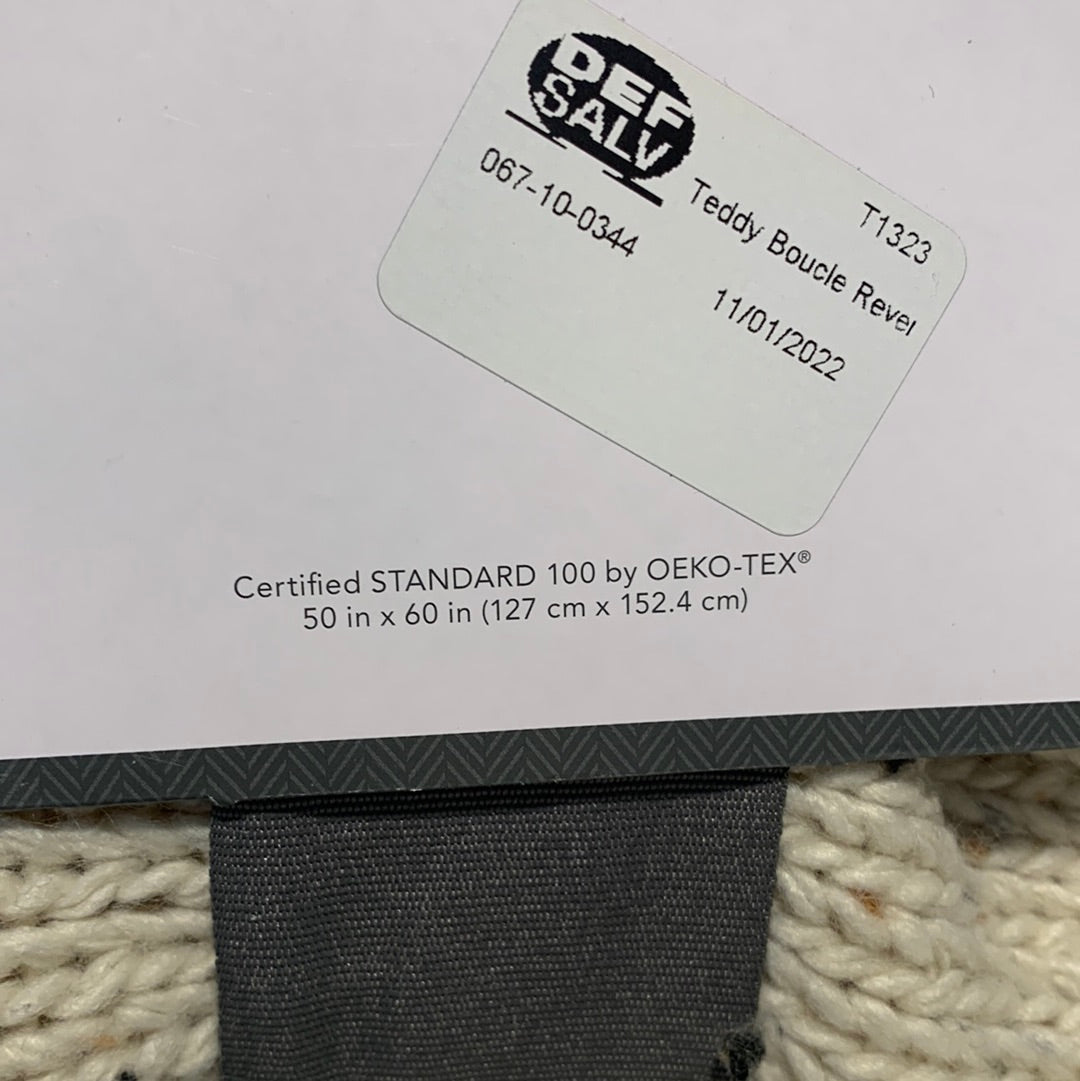 DEF
SALV
T1323
067-10-0344
Teddy Boucle Rever
11/01/2022
Certified STANDARD 100 by OEKO-TEX®
50 in x 60 in (127 cm x 152.4 cm)